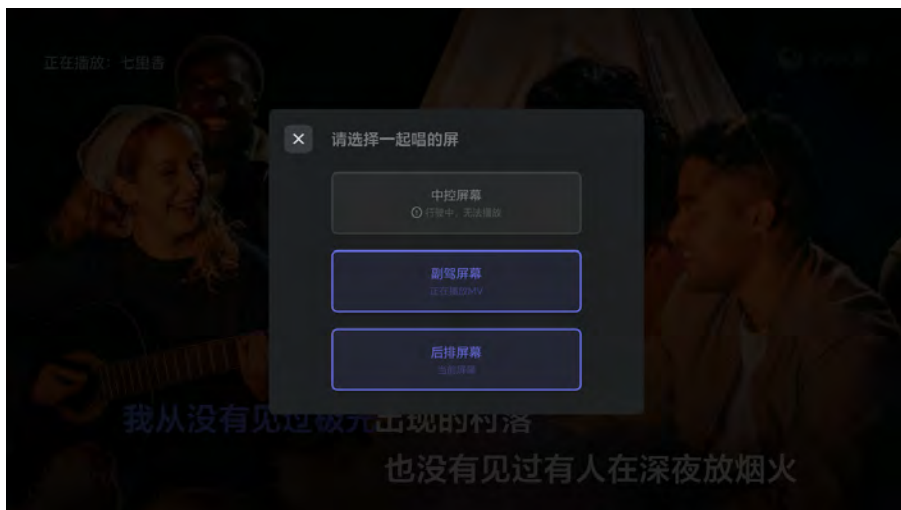 正在播放：七里香
请选择一起唱的屏
中控屏幕
行驶中，无法播放
副驾屏幕
正在播放MV
后排屏幕
当前屏幕
我从没有见过极光出现的村落
也没有见过有人在深夜放烟火